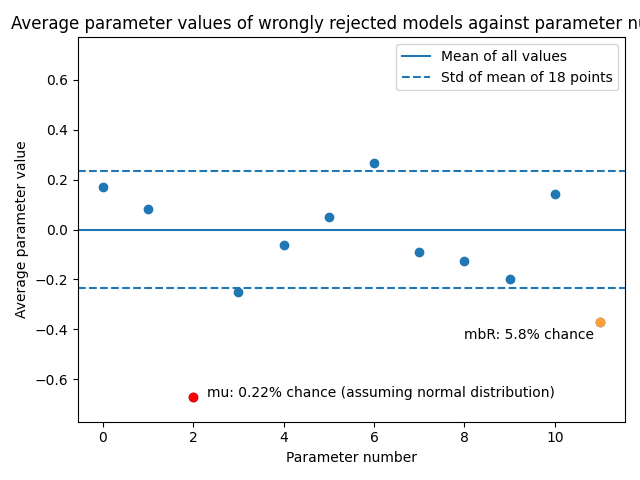 Average parameter values of wrongly rejected models against parameter
Mean of all values
Std of mean of 18 points
Average parameter value
0.6
0.4
0.2
0.0
−0.2
−0.4
−0.6
mbR: 5.8% chance
mu: 0.22% chance (assuming normal distribution)
0 2 4 6 8 10
Parameter number